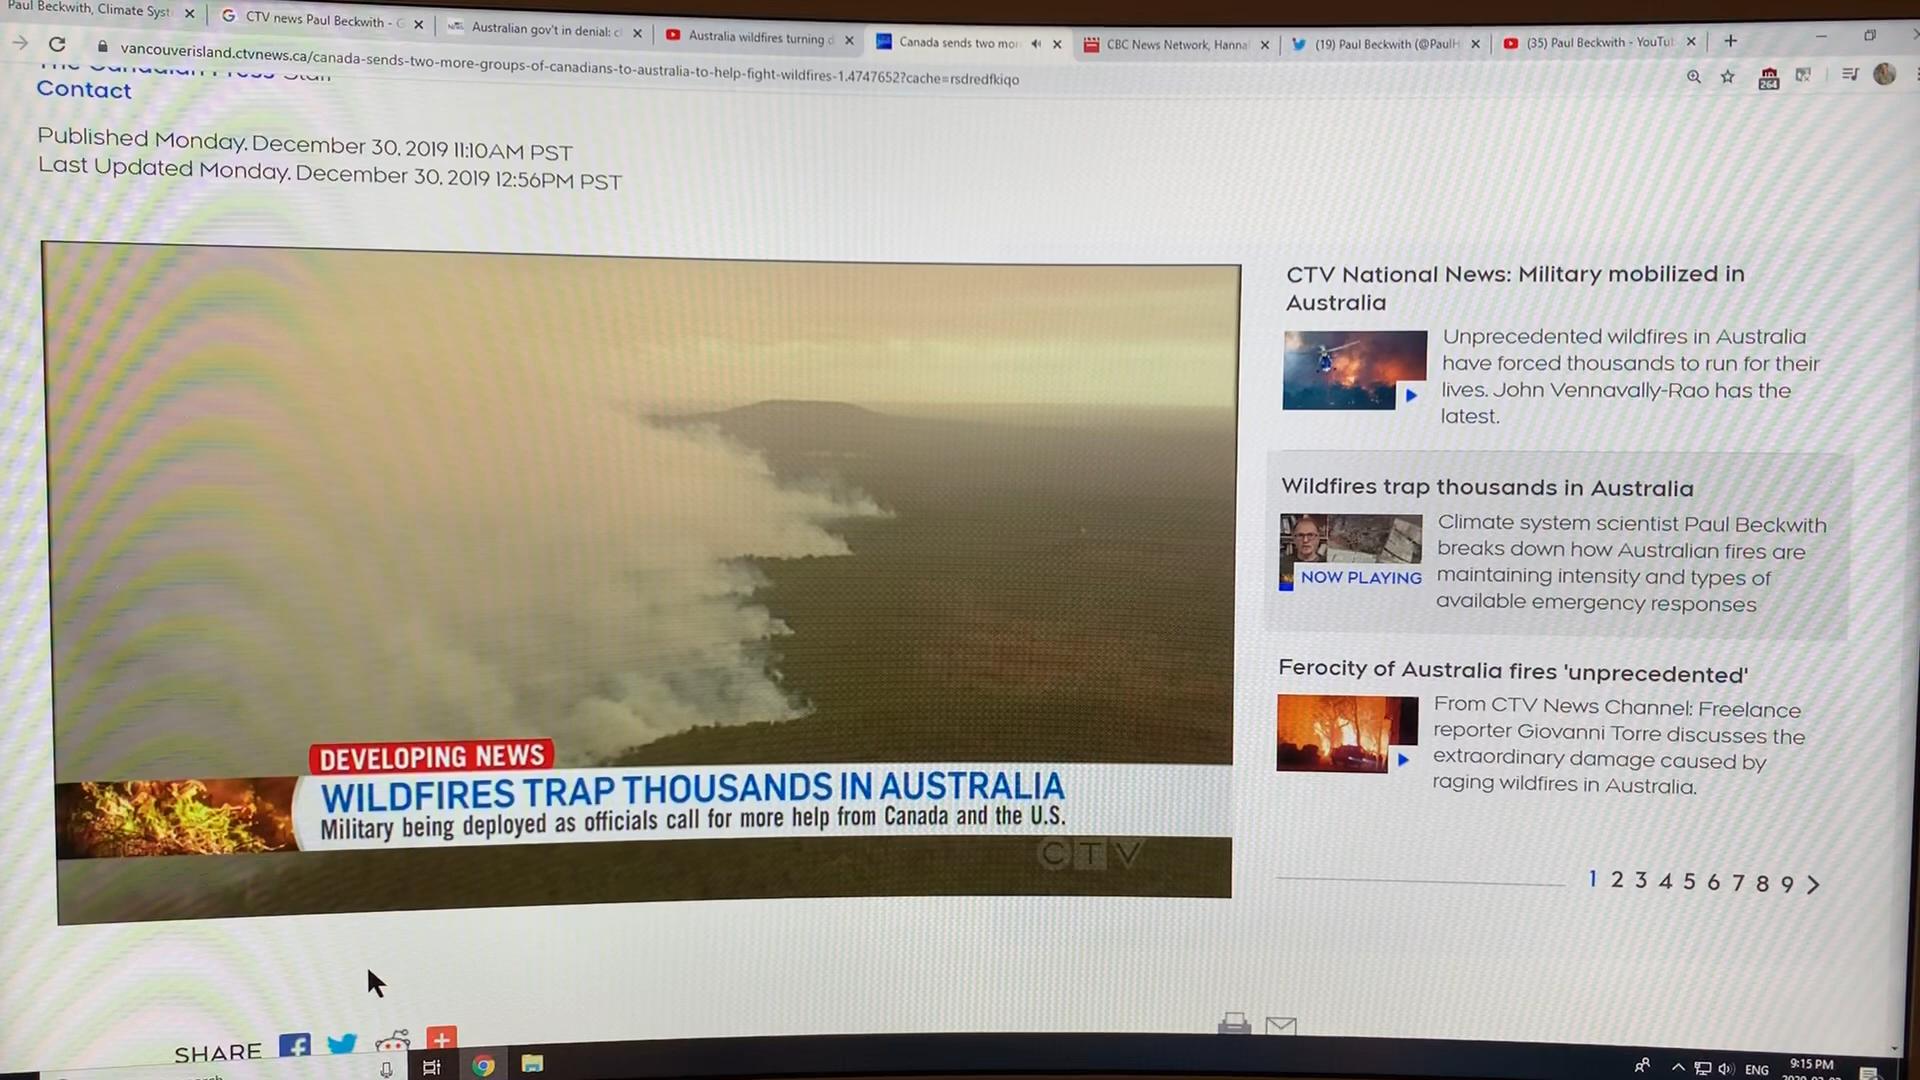 Paul Beckwith, Climate Syst
CTV news Paul Beckwith - G
Australian gov't in denial: cl
Australia wildfires turning d
Canada sends two mor
CBC News Network, Hanna
(19) Paul Beckwith (@PaulH
(35) Paul Beckwith - YouTub
vancouverisland.ctvnews.ca/canada-sends-two-more-groups-of-canadians-to-australia-to-help-fight-wildfires-1.4747652?cache=rsdredfkiqo
264
The Canadian Press Staff
Contact
Published Monday, December 30, 2019 11:10AM PST
Last Updated Monday, December 30, 2019 12:56PM PST
DEVELOPING NEWS
WILDFIRES TRAP THOUSANDS IN AUSTRALIA
Military being deployed as officials call for more help from Canada and the U.S.
CTV
CTV National News: Military mobilized in
Australia
Unprecedented wildfires in Australia
have forced thousands to run for their
lives. John Vennavally-Rao has the
latest.
Wildfires trap thousands in Australia
Climate system scientist Paul Beckwith
breaks down how Australian fires are
NOW PLAYING
maintaining intensity and types of
available emergency responses
Ferocity of Australia fires 'unprecedented'
From CTV News Channel: Freelance
reporter Giovanni Torre discusses the
extraordinary damage caused by
raging wildfires in Australia.
1 2 3 4 5 6 7 8 9 >
SHARE
ENG
9:15 PM